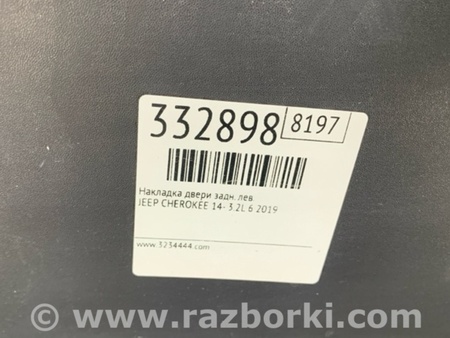 332898 8197
Накладка двери задн. лев.
JEEP CHEROKEE 14- 3.2L 6 2019
www.3234444.com
© www.razborki.com